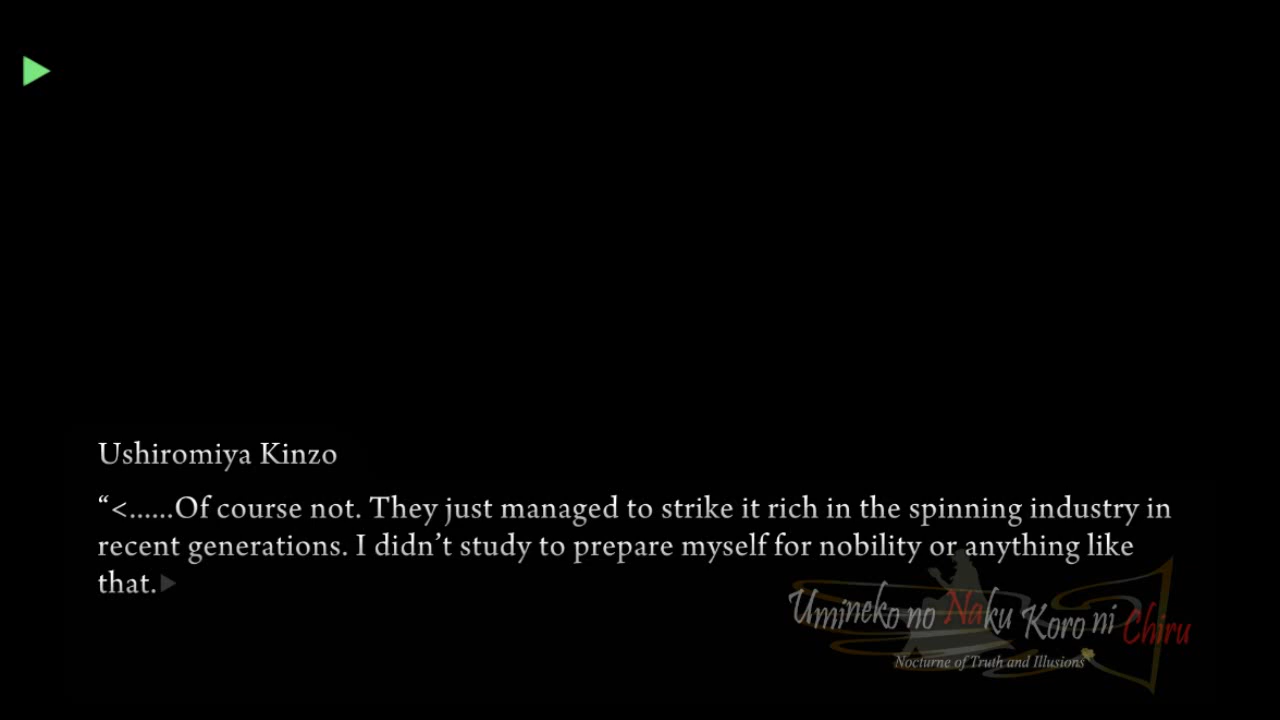 Ushiromiya Kinzo
“<......Of course not. They just managed to strike it rich in the spinning industry in
recent generations. I didn’t study to prepare myself for nobility or anything like
that.
Umineko no Naku Koro ni Chiru
Nocturne of Truth and Illusions